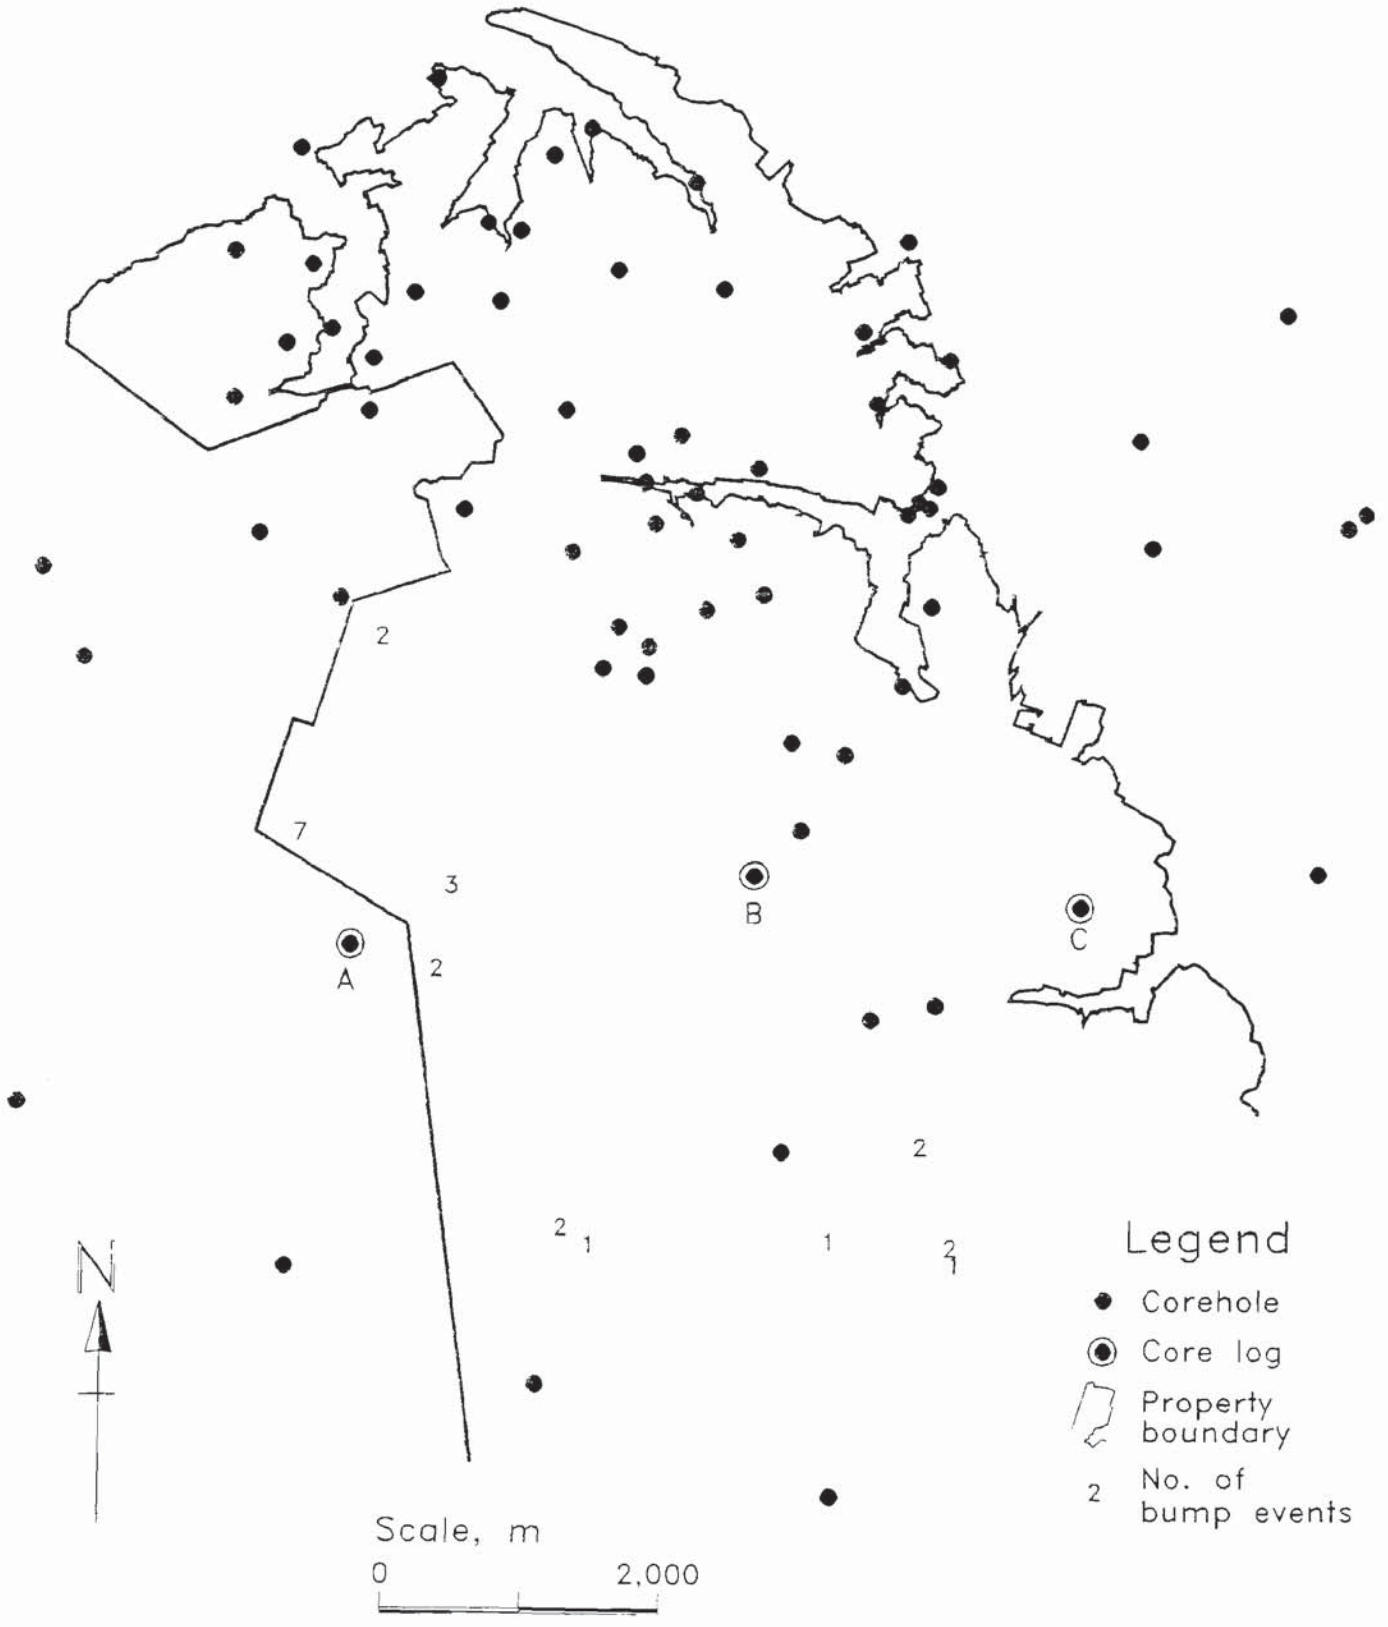 2
7
3
B
C
A
2
2
2
1
1
2
1
N
Legend
Corehole
Core log
Property
boundary
2 No. of
bump events
Scale, m
0 2,000